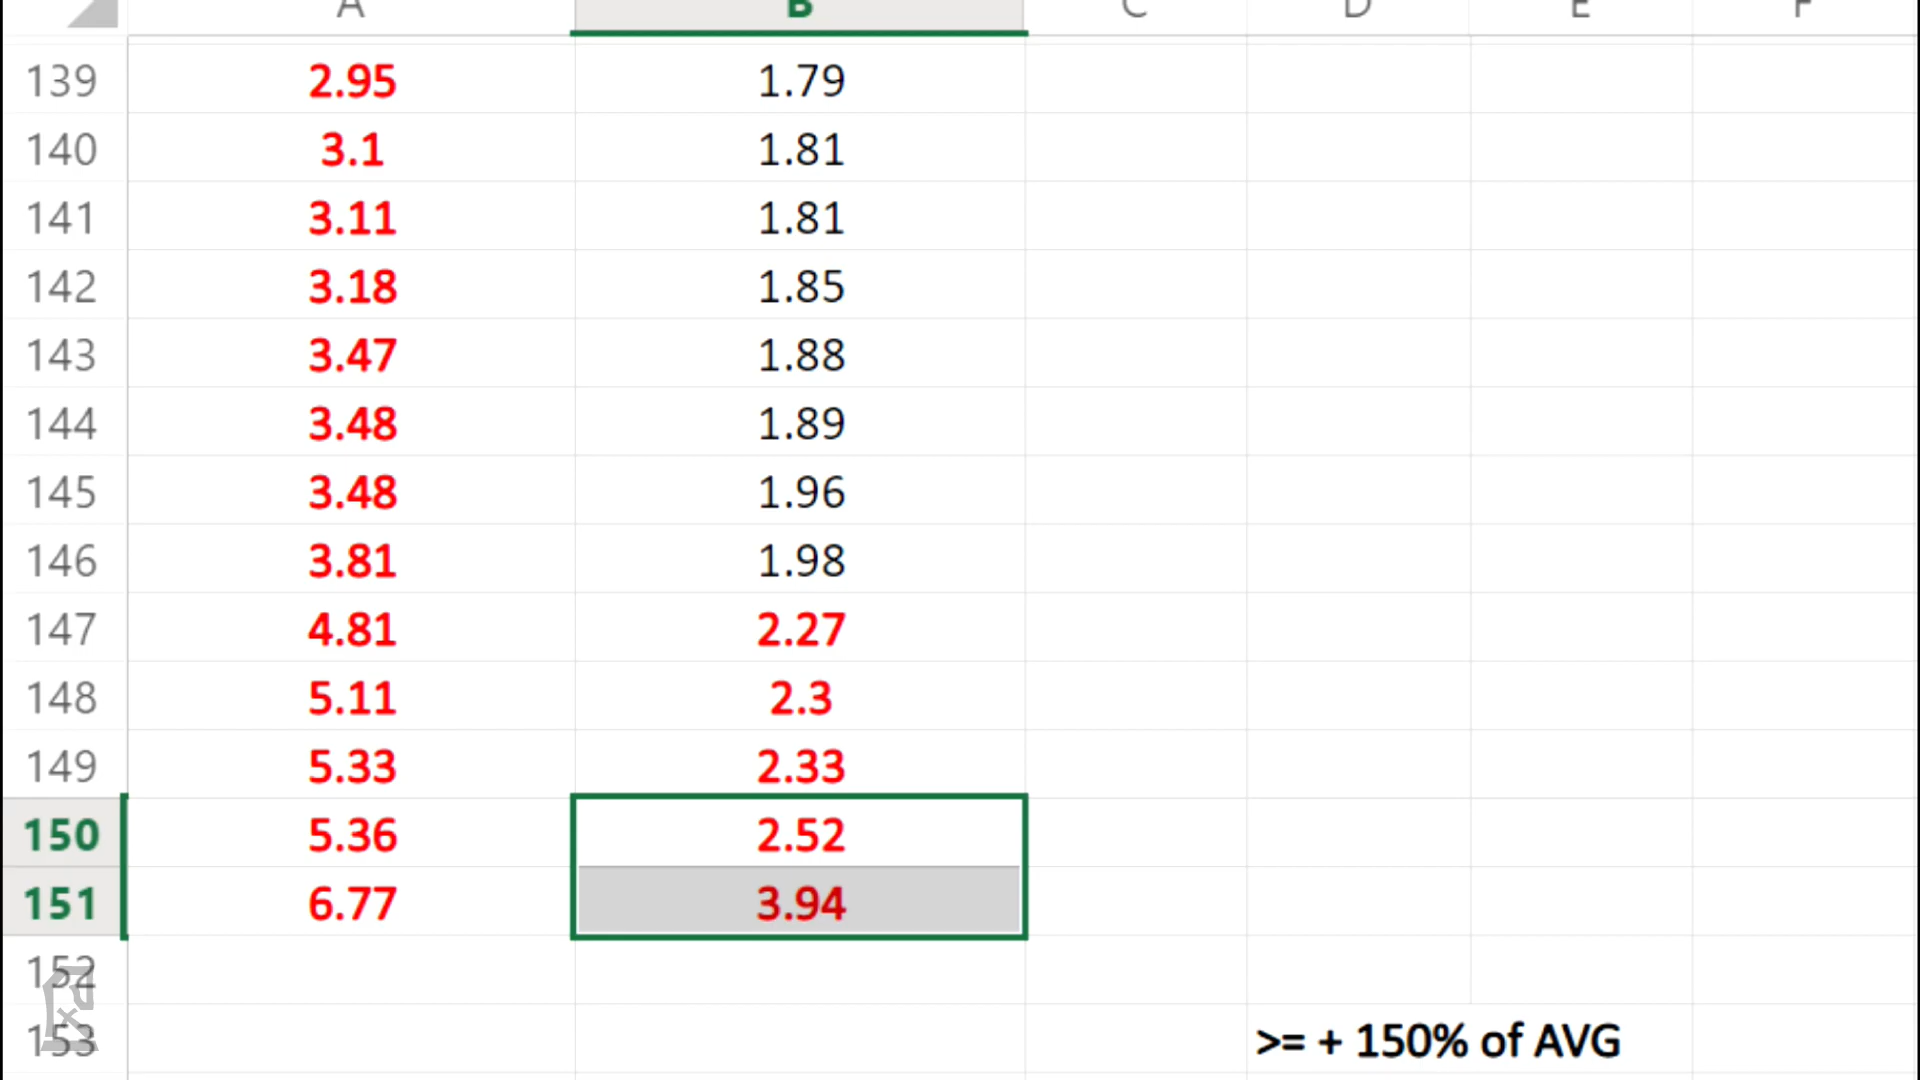 A B C D E F
139 2.95 1.79
140 3.1 1.81
141 3.11 1.81
142 3.18 1.85
143 3.47 1.88
144 3.48 1.89
145 3.48 1.96
146 3.81 1.98
147 4.81 2.27
148 5.11 2.3
149 5.33 2.33
150 5.36 2.52
151 6.77 3.94
152
153 >= + 150% of AVG